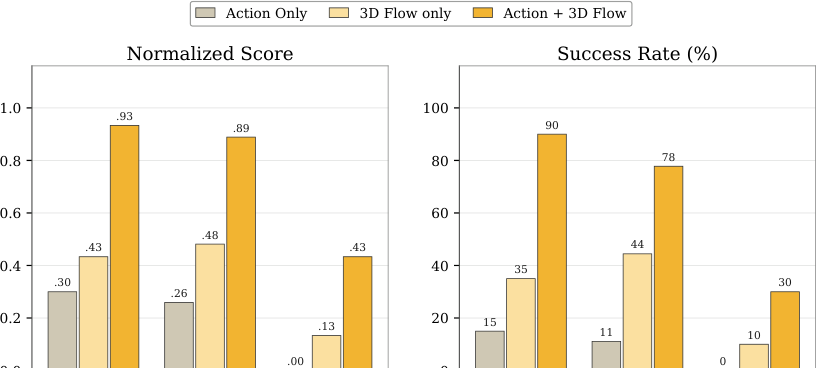 Action Only 3D Flow only Action + 3D Flow
Normalized Score Success Rate (%)
1.0 .93 .89 100 90
0.8 80 78
0.6 60
.43 .48 .43 44
0.4 40 35
.30 .26 30
0.2 .13 20 15 11 10
.00 0